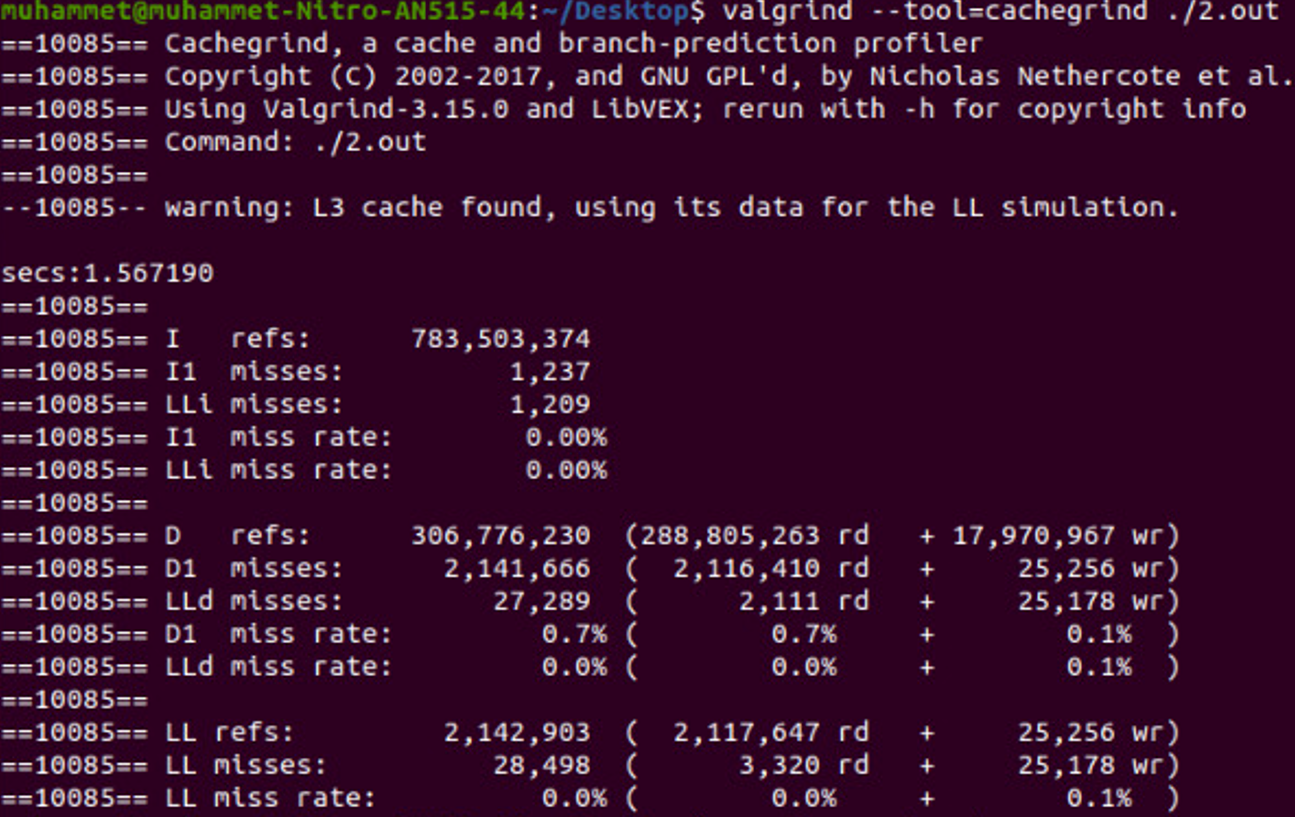 muhammet@muhammet-Nitro-AN515-44:~/Desktop$ valgrind --tool=cachegrind ./2.out
==10085== Cachegrind, a cache and branch-prediction profiler
==10085== Copyright (C) 2002-2017, and GNU GPL'd, by Nicholas Nethercote et al.
==10085== Using Valgrind-3.15.0 and LibVEX; rerun with -h for copyright info
==10085== Command: ./2.out
==10085==
--10085-- warning: L3 cache found, using its data for the LL simulation.

secs:1.567190
==10085==
==10085== I   refs:      783,503,374
==10085== I1  misses:          1,237
==10085== LLi misses:          1,209
==10085== I1  miss rate:        0.00%
==10085== LLi miss rate:        0.00%
==10085==
==10085== D   refs:      306,776,230  (288,805,263 rd   + 17,970,967 wr)
==10085== D1  misses:      2,141,666  (  2,116,410 rd   +     25,256 wr)
==10085== LLd misses:         27,289  (      2,111 rd   +     25,178 wr)
==10085== D1  miss rate:         0.7% (        0.7%     +        0.1%  )
==10085== LLd miss rate:         0.0% (        0.0%     +        0.1%  )
==10085==
==10085== LL refs:         2,142,903  (  2,117,647 rd   +     25,256 wr)
==10085== LL misses:          28,498  (      3,320 rd   +     25,178 wr)
==10085== LL miss rate:          0.0% (        0.0%     +        0.1%  )